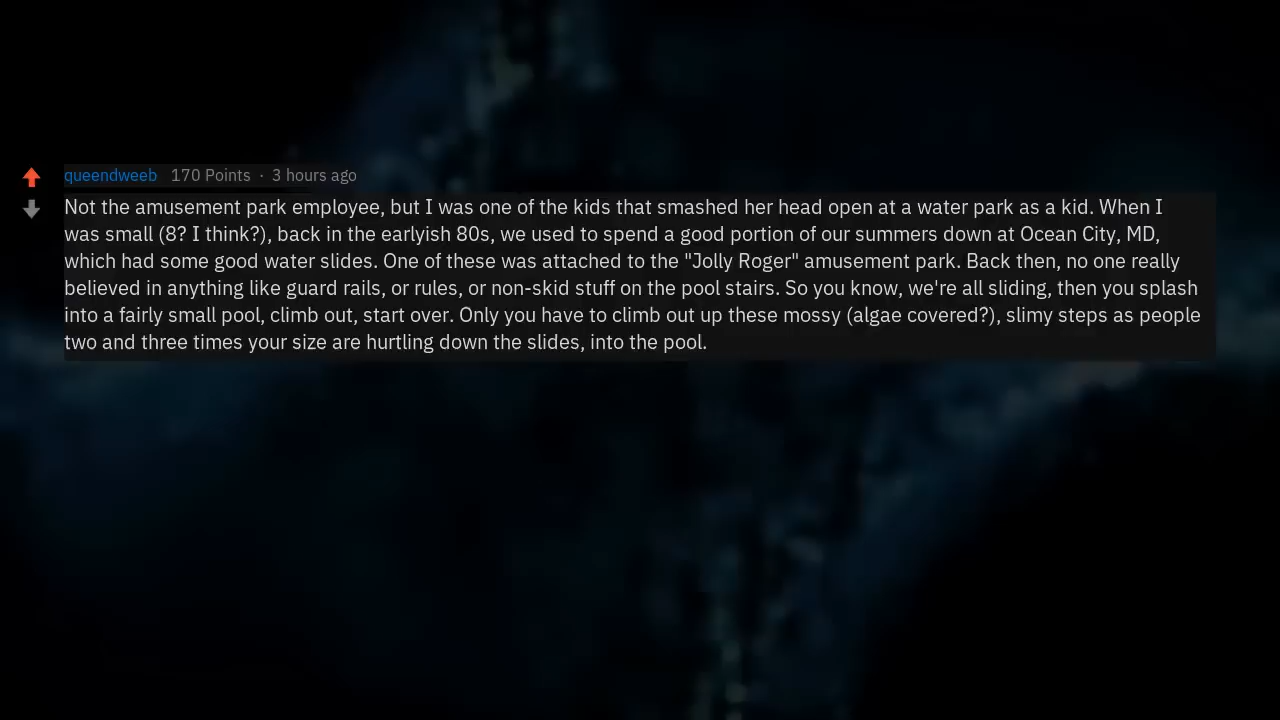 queendweeb 170 Points · 3 hours ago
Not the amusement park employee, but I was one of the kids that smashed her head open at a water park as a kid. When I
was small (8? I think?), back in the earlyish 80s, we used to spend a good portion of our summers down at Ocean City, MD,
which had some good water slides. One of these was attached to the "Jolly Roger" amusement park. Back then, no one really
believed in anything like guard rails, or rules, or non-skid stuff on the pool stairs. So you know, we're all sliding, then you splash
into a fairly small pool, climb out, start over. Only you have to climb out up these mossy (algae covered?), slimy steps as people
two and three times your size are hurtling down the slides, into the pool.